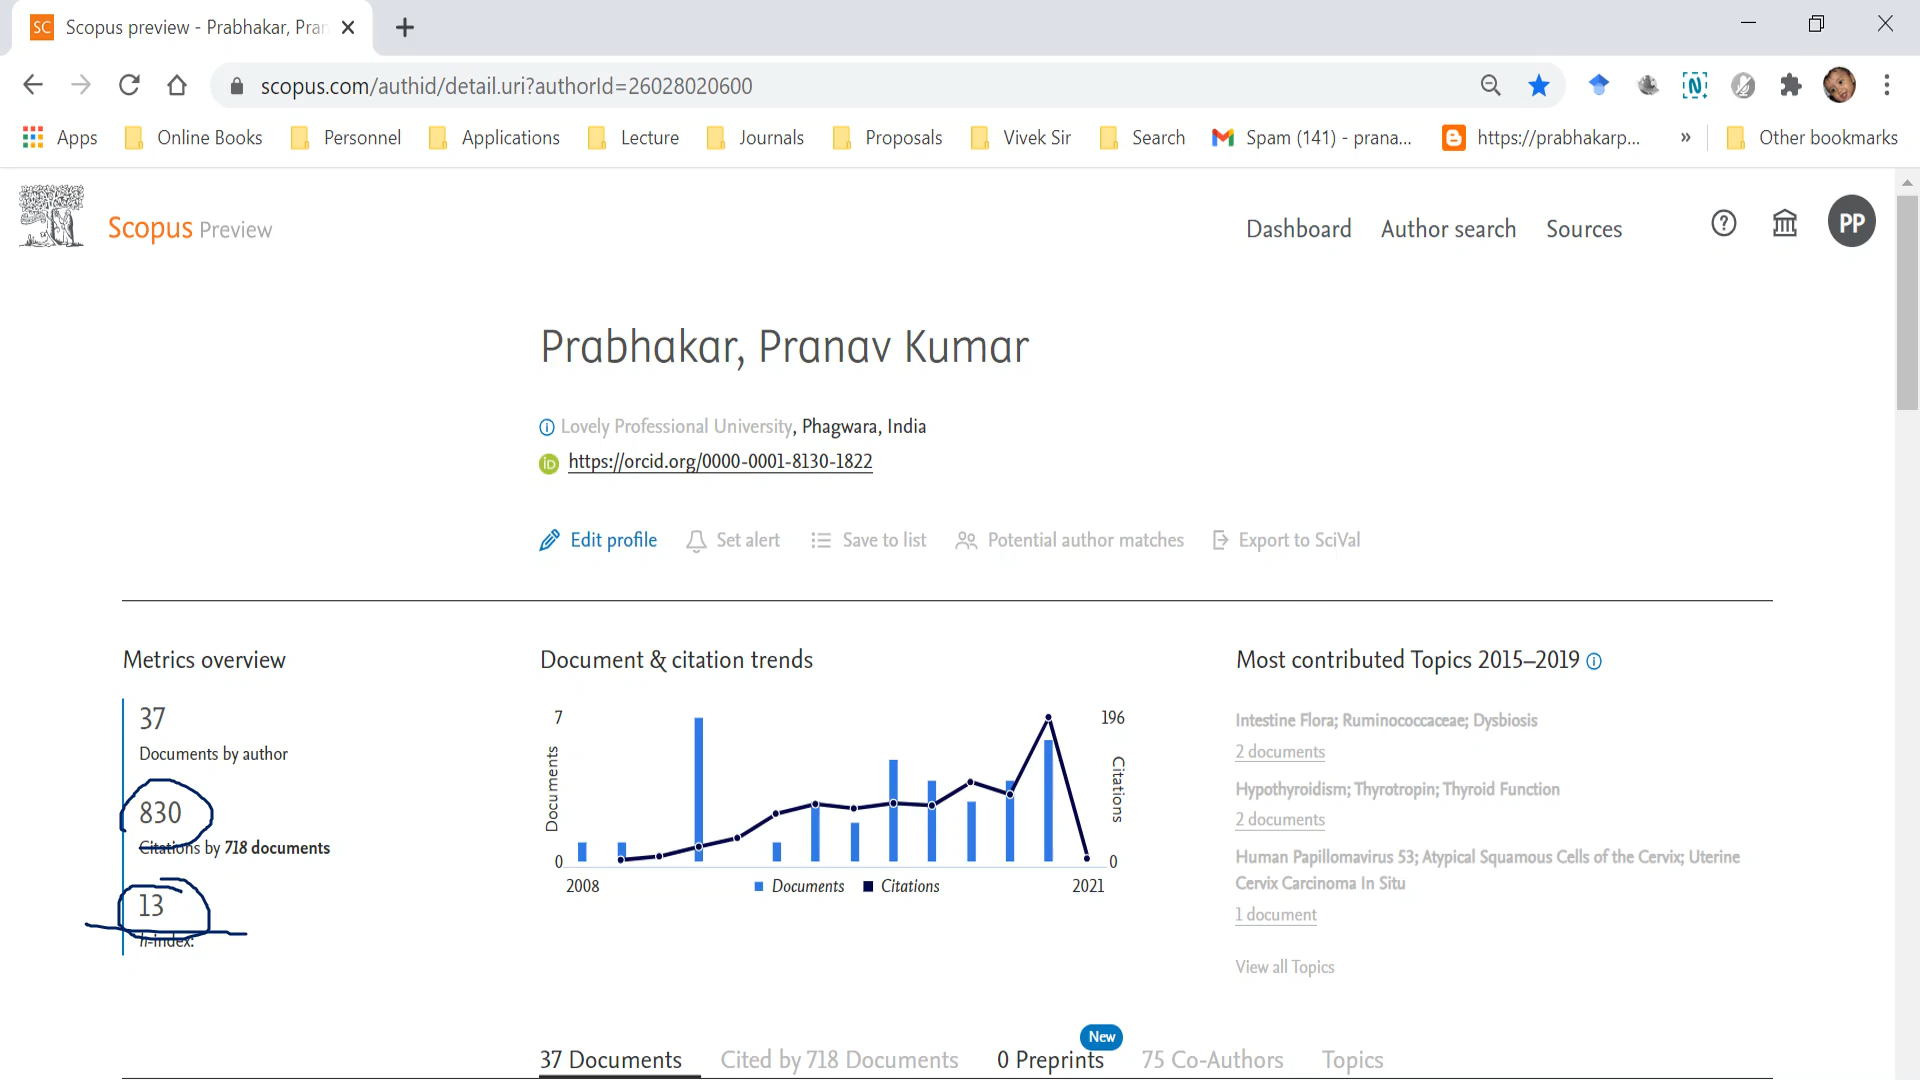 SC Scopus preview - Prabhakar, Pran
scopus.com/authid/detail.uri?authorId=26028020600
Apps Online Books Personnel Applications Lecture Journals Proposals Vivek Sir Search Spam (141) - prana... https://prabhakarp... » Other bookmarks
Scopus Preview
Dashboard Author search Sources
PP
Prabhakar, Pranav Kumar
Lovely Professional University, Phagwara, India
iD https://orcid.org/0000-0001-8130-1822
Edit profile Set alert Save to list Potential author matches Export to SciVal
Metrics overview
37
Documents by author
830
Citations by 718 documents
13
h-index:
Document & citation trends
7
196
Documents
Citations
0
0
2008
2021
Documents Citations
Most contributed Topics 2015–2019
Intestine Flora; Ruminococcaceae; Dysbiosis
2 documents
Hypothyroidism; Thyrotropin; Thyroid Function
2 documents
Human Papillomavirus 53; Atypical Squamous Cells of the Cervix; Uterine
Cervix Carcinoma In Situ
1 document
View all Topics
New
37 Documents Cited by 718 Documents 0 Preprints 75 Co-Authors Topics